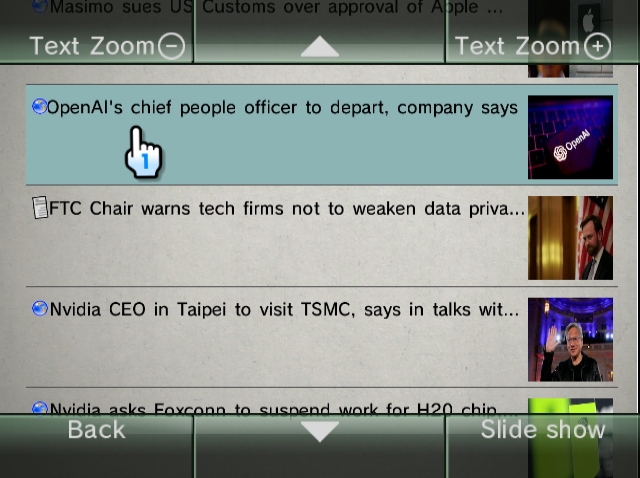 Masimo sues US Customs over approval of Apple ...
Text Zoom −
Text Zoom +
OpenAI's chief people officer to depart, company says
OpenAI
1
FTC Chair warns tech firms not to weaken data priva...
Nvidia CEO in Taipei to visit TSMC, says in talks wit...
Nvidia asks Foxconn to suspend work for H20 chip,...
Back
Slide show